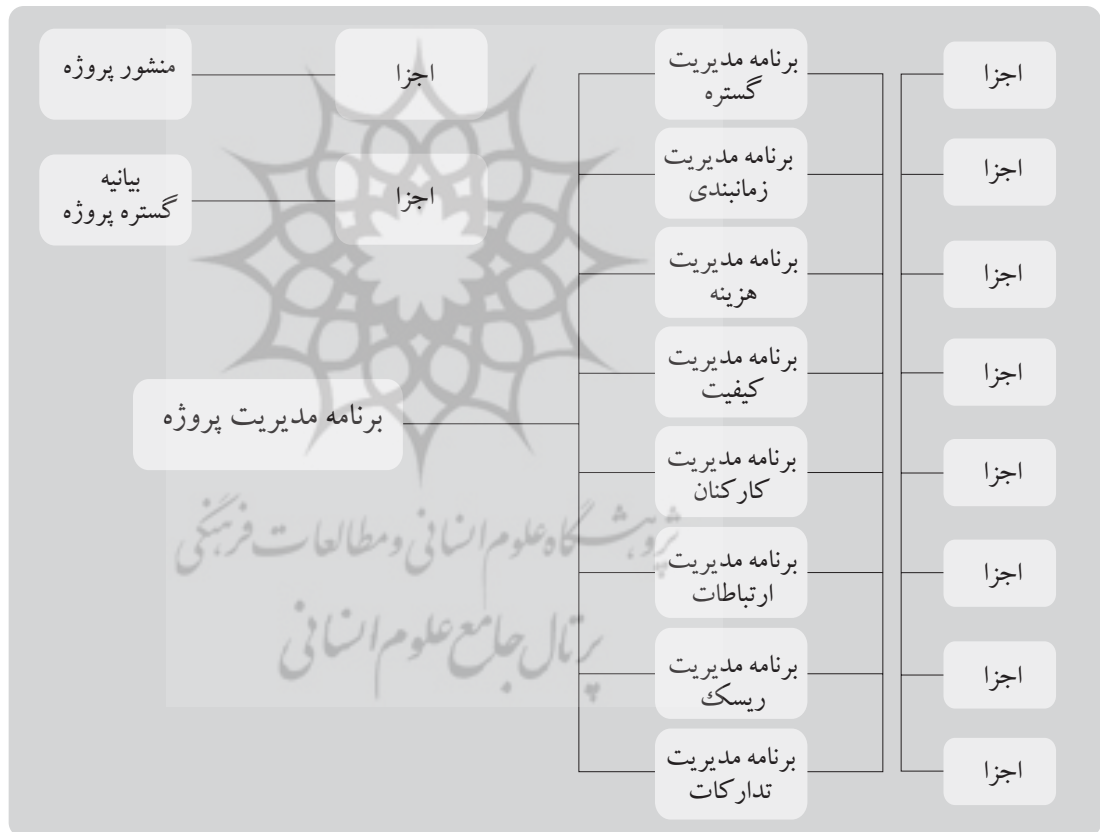 منشور پروژه
اجزا
بیانیه
گستره پروژه
اجزا
برنامه مدیریت پروژه
برنامه مدیریت
گستره
اجزا
برنامه مدیریت
زمانبندی
اجزا
برنامه مدیریت
هزینه
اجزا
برنامه مدیریت
کیفیت
اجزا
برنامه مدیریت
کارکنان
اجزا
برنامه مدیریت
ارتباطات
اجزا
برنامه مدیریت
ریسک
اجزا
برنامه مدیریت
تدارکات
اجزا
پژوهشگاه علوم انسانی و مطالعات فرهنگی
پرتال جامع علوم انسانی